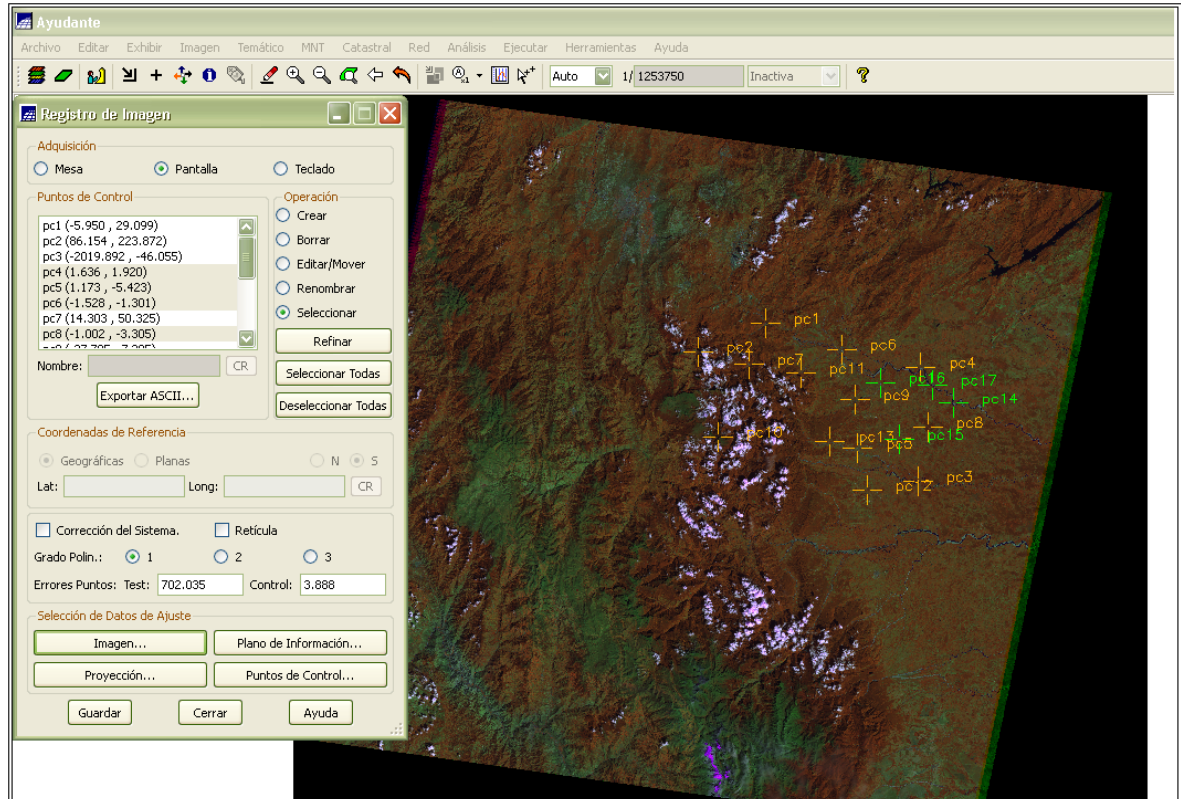 Ayudante
Archivo Editar Exhibir Imagen Temático MNT Catastral Red Análisis Ejecutar Herramientas Ayuda
Auto 1/ 1253750 Inactiva
Registro de Imagen
Adquisición
Mesa Pantalla Teclado
Puntos de Control
pc1 (-5.950 , 29.099)
pc2 (86.154 , 223.872)
pc3 (-2019.892 , -46.055)
pc4 (1.636 , 1.920)
pc5 (1.173 , -5.423)
pc6 (-1.528 , -1.301)
pc7 (14.303 , 50.325)
pc8 (-1.002 , -3.305)
Nombre: CR
Exportar ASCII...
Operación
Crear
Borrar
Editar/Mover
Renombrar
Seleccionar
Refinar
Seleccionar Todas
Deseleccionar Todas
Coordenadas de Referencia
Geográficas Planas N S
Lat: Long: CR
Corrección del Sistema. Retícula
Grado Polin.: 1 2 3
Errores Puntos: Test: 702.035 Control: 3.888
Selección de Datos de Ajuste
Imagen... Plano de Información...
Proyección... Puntos de Control...
Guardar Cerrar Ayuda
pc1
pc2
pc7
pc11
pc6
pc4
pc16
pc17
pc9
pc14
pc10
pc13
pc5
pc15
pc8
pc12
pc3